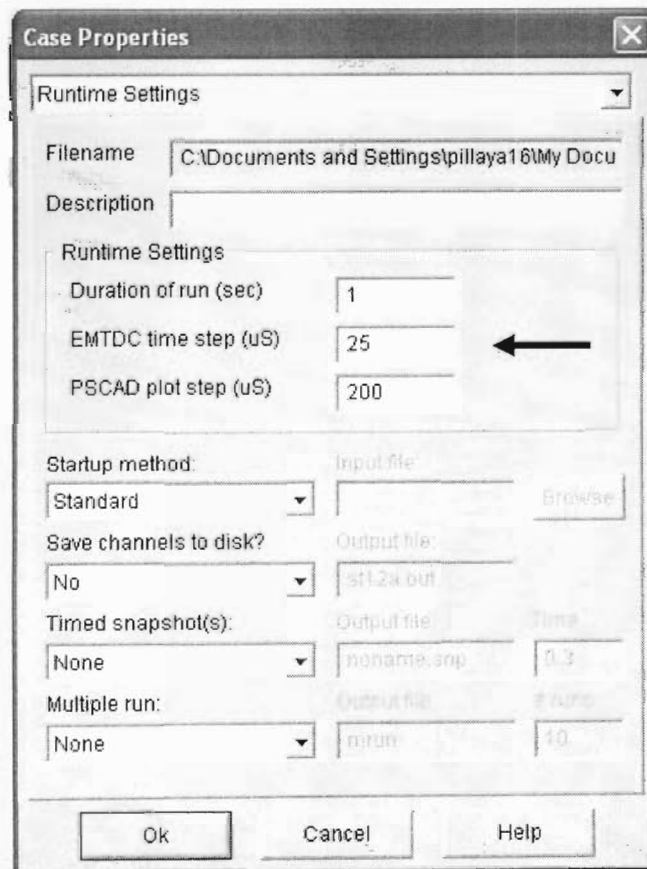 Case Properties
Runtime Settings
Filename C:\Documents and Settings\pillaya16\My Docu
Description
Runtime Settings
Duration of run (sec) 1
EMTDC time step (uS) 25
PSCAD plot step (uS) 200
Startup method: Input file:
Standard Browse
Save channels to disk? Output file:
No st12a.out
Timed snapshot(s): Output file: Time
None noname.snp 0.3
Multiple run: Output file: # runs
None mrun 10
Ok Cancel Help